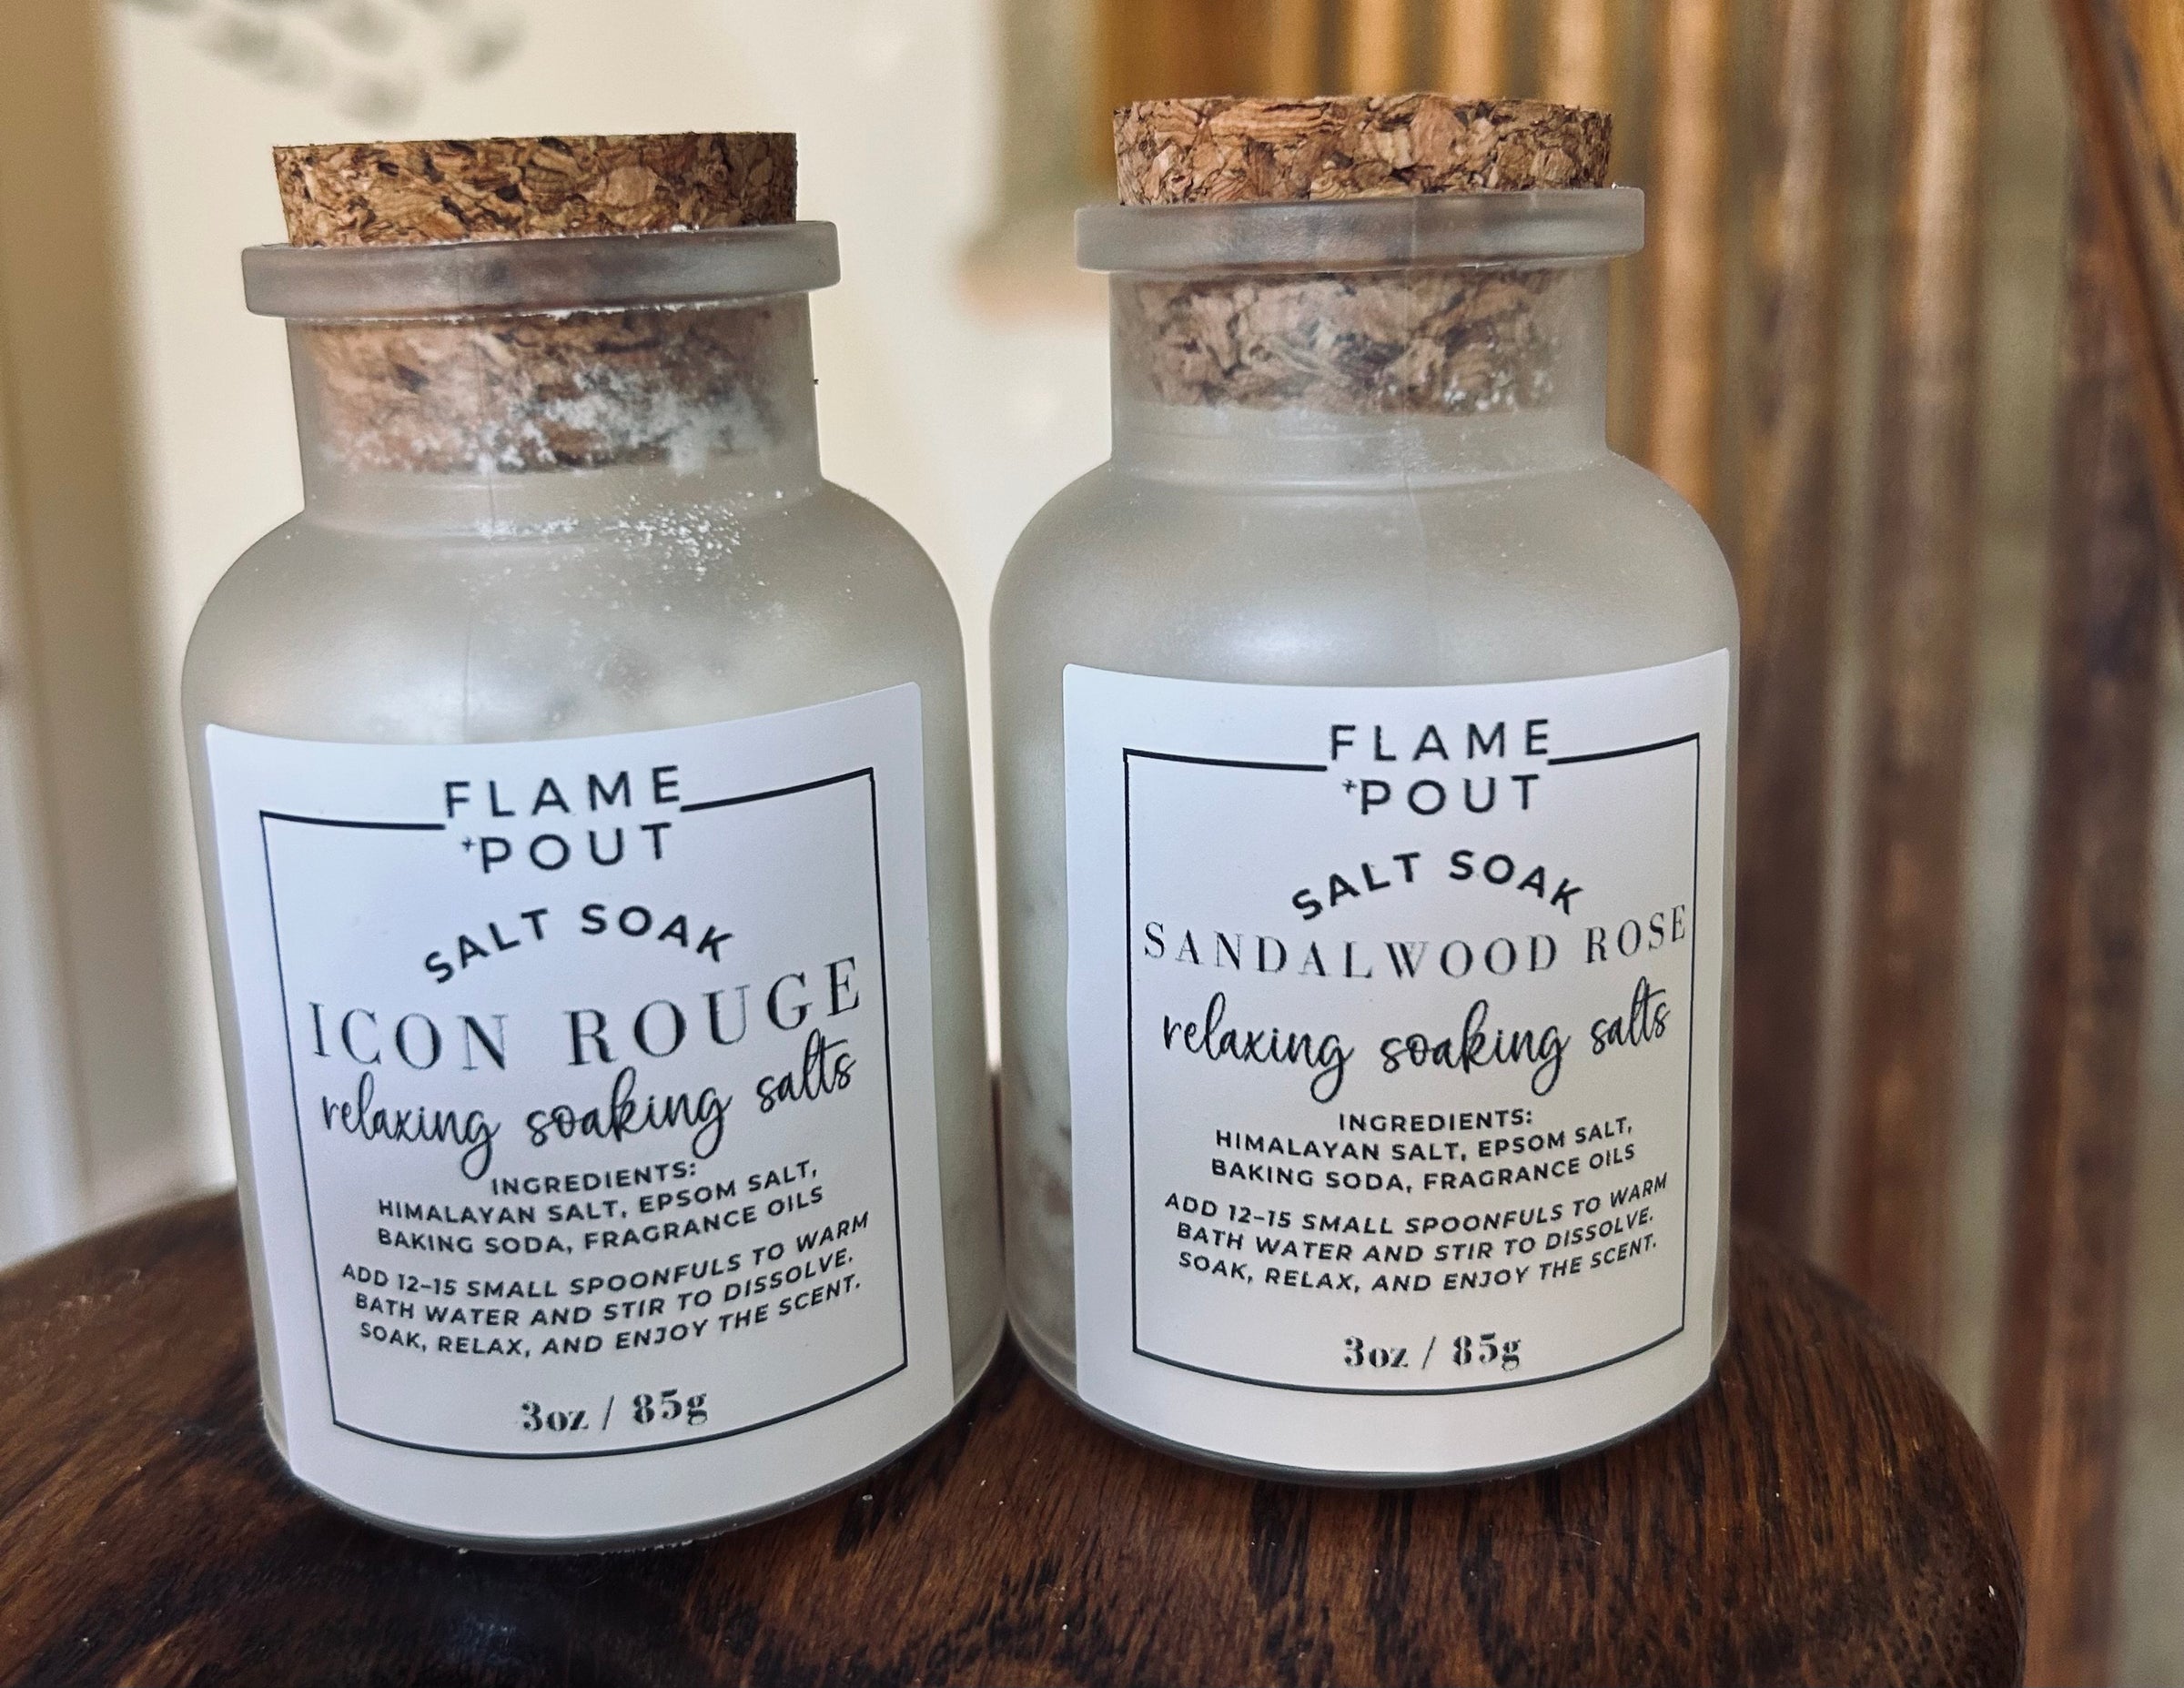 FLAME
+POUT
SALT SOAK
ICON ROUGE
relaxing soaking salts
INGREDIENTS:
HIMALAYAN SALT, EPSOM SALT,
BAKING SODA, FRAGRANCE OILS
ADD 12-15 SMALL SPOONFULS TO WARM
BATH WATER AND STIR TO DISSOLVE.
SOAK, RELAX, AND ENJOY THE SCENT.
3oz / 85g
FLAME
+POUT
SALT SOAK
SANDALWOOD ROSE
relaxing soaking salts
INGREDIENTS:
HIMALAYAN SALT, EPSOM SALT,
BAKING SODA, FRAGRANCE OILS
ADD 12-15 SMALL SPOONFULS TO WARM
BATH WATER AND STIR TO DISSOLVE.
SOAK, RELAX, AND ENJOY THE SCENT.
3oz / 85g